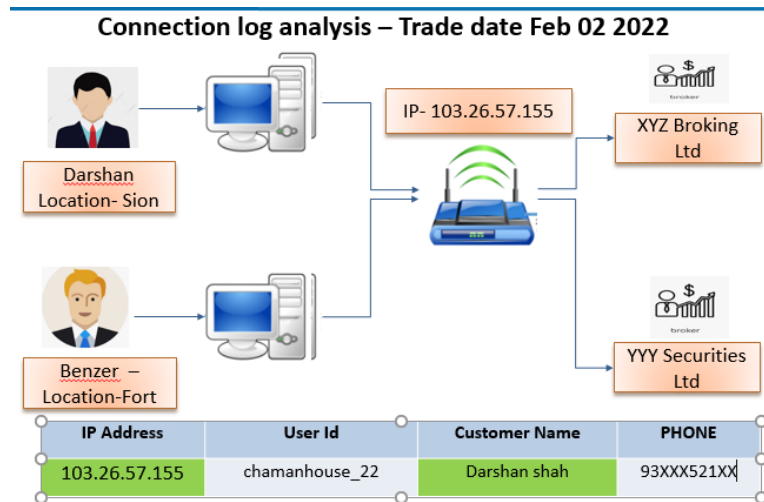 Connection log analysis – Trade date Feb 02 2022
IP- 103.26.57.155
$
broker
XYZ Broking
Ltd
Darshan
Location- Sion
$
broker
YYY Securities
Ltd
Benzer –
Location-Fort
IP Address User Id Customer Name PHONE
103.26.57.155 chamanhouse_22 Darshan shah 93XXX521XX